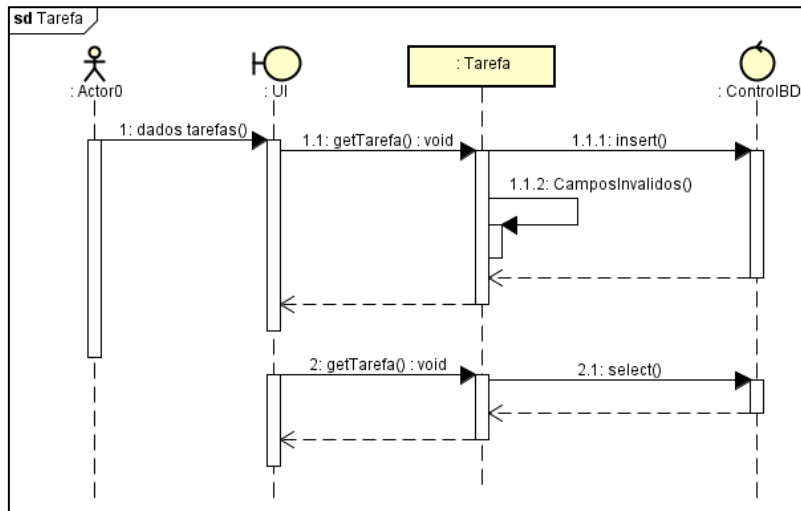 sd Tarefa
: Actor0
: UI
: Tarefa
: ControlBD
1: dados tarefas()
1.1: getTarefa() : void
1.1.1: insert()
1.1.2: CamposInvalidos()
2: getTarefa() : void
2.1: select()